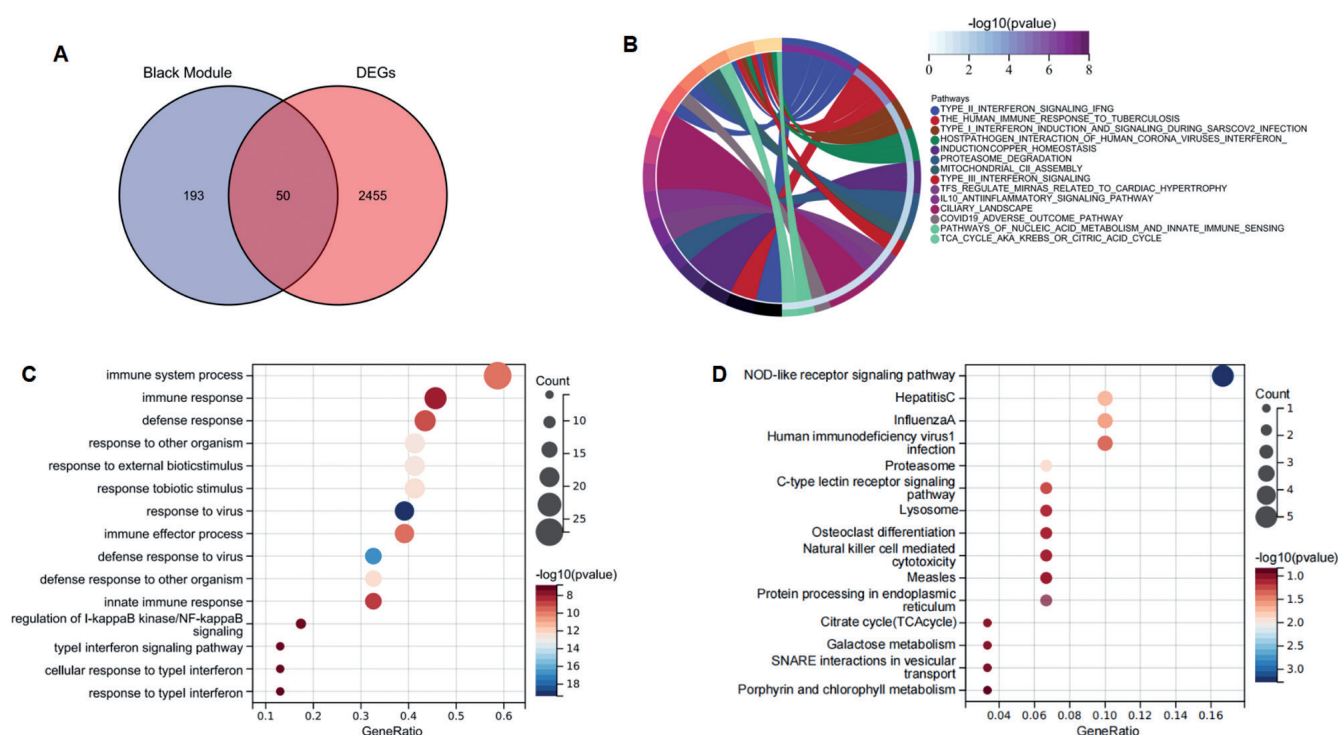 A
Black Module
DEGs
193
50
2455
B
-log10(pvalue)
0 2 4 6 8
Pathways
TYPE_II_INTERFERON_SIGNALING_IFNG
THE_HUMAN_IMMUNE_RESPONSE_TO_TUBERCULOSIS
TYPE_I_INTERFERON_INDUCTION_AND_SIGNALING_DURING_SARSCOV2_INFECTION
HOSTPATHOGEN_INTERACTION_OF_HUMAN_CORONA_VIRUSES_INTERFERON_
INDUCTIONCOPPER_HOMEOSTASIS
PROTEASOME_DEGRADATION
MITOCHONDRIAL_CII_ASSEMBLY
TYPE_III_INTERFERON_SIGNALING
TFS_REGULATE_MIRNAS_RELATED_TO_CARDIAC_HYPERTROPHY
IL10_ANTIINFLAMMATORY_SIGNALING_PATHWAY
CILIARY_LANDSCAPE
COVID19_ADVERSE_OUTCOME_PATHWAY
PATHWAYS_OF_NUCLEIC_ACID_METABOLISM_AND_INNATE_IMMUNE_SENSING
TCA_CYCLE_AKA_KREBS_OR_CITRIC_ACID_CYCLE
C
immune system process
immune response
defense response
response to other organism
response to external bioticstimulus
response tobiotic stimulus
response to virus
immune effector process
defense response to virus
defense response to other organism
innate immune response
regulation of I-kappaB kinase/NF-kappaB
signaling
typeI interferon signaling pathway
cellular response to typeI interferon
response to typeI interferon
0.1 0.2 0.3 0.4 0.5 0.6
GeneRatio
Count
10
15
20
25
-log10(pvalue)
8
10
12
14
16
18
D
NOD-like receptor signaling pathway
HepatitisC
InfluenzaA
Human immunodeficiency virus1
infection
Proteasome
C-type lectin receptor signaling
pathway
Lysosome
Osteoclast differentiation
Natural killer cell mediated
cytotoxicity
Measles
Protein processing in endoplasmic
reticulum
Citrate cycle(TCAcycle)
Galactose metabolism
SNARE interactions in vesicular
transport
Porphyrin and chlorophyll metabolism
0.04 0.06 0.08 0.10 0.12 0.14 0.16
GeneRatio
Count
1
2
3
4
5
-log10(pvalue)
1.0
1.5
2.0
2.5
3.0